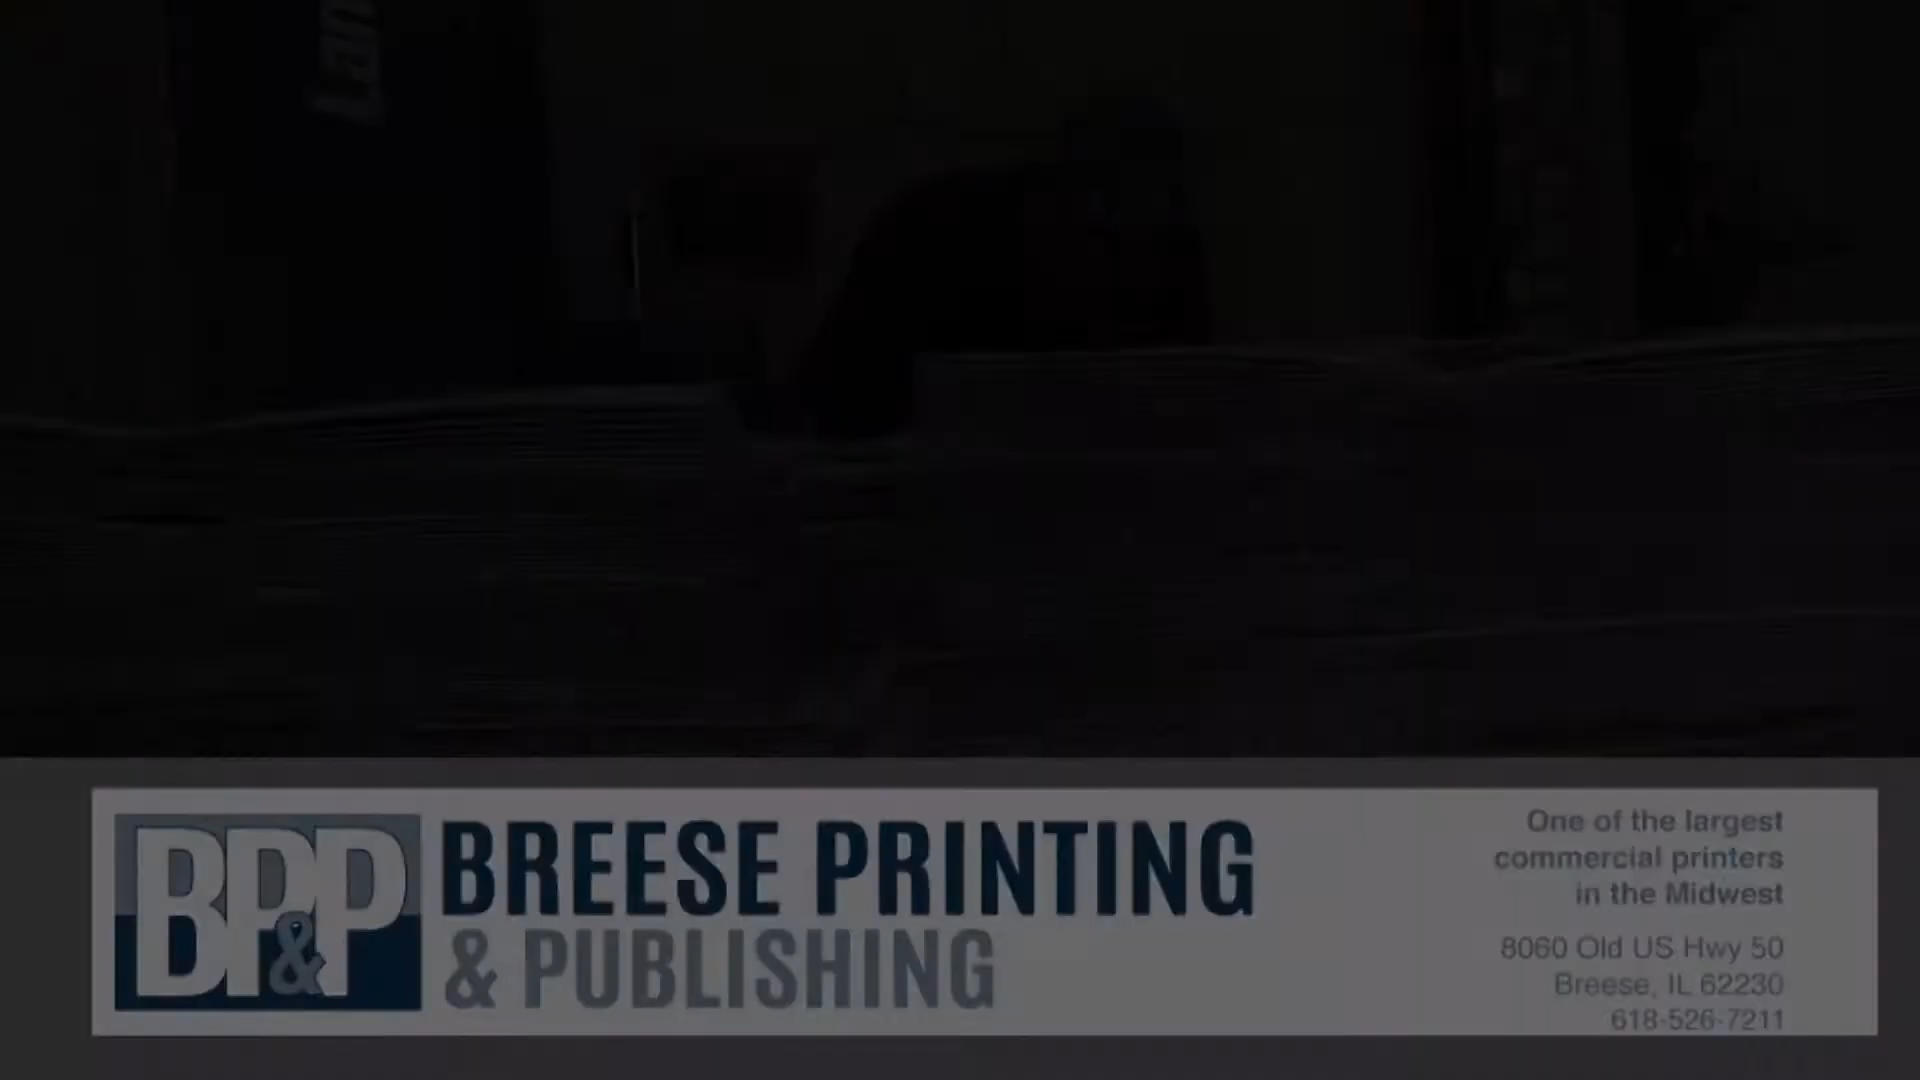 Lan
BP&P
BREESE PRINTING
& PUBLISHING
One of the largest
commercial printers
in the Midwest
8060 Old US Hwy 50
Breese, IL 62230
618-526-7211